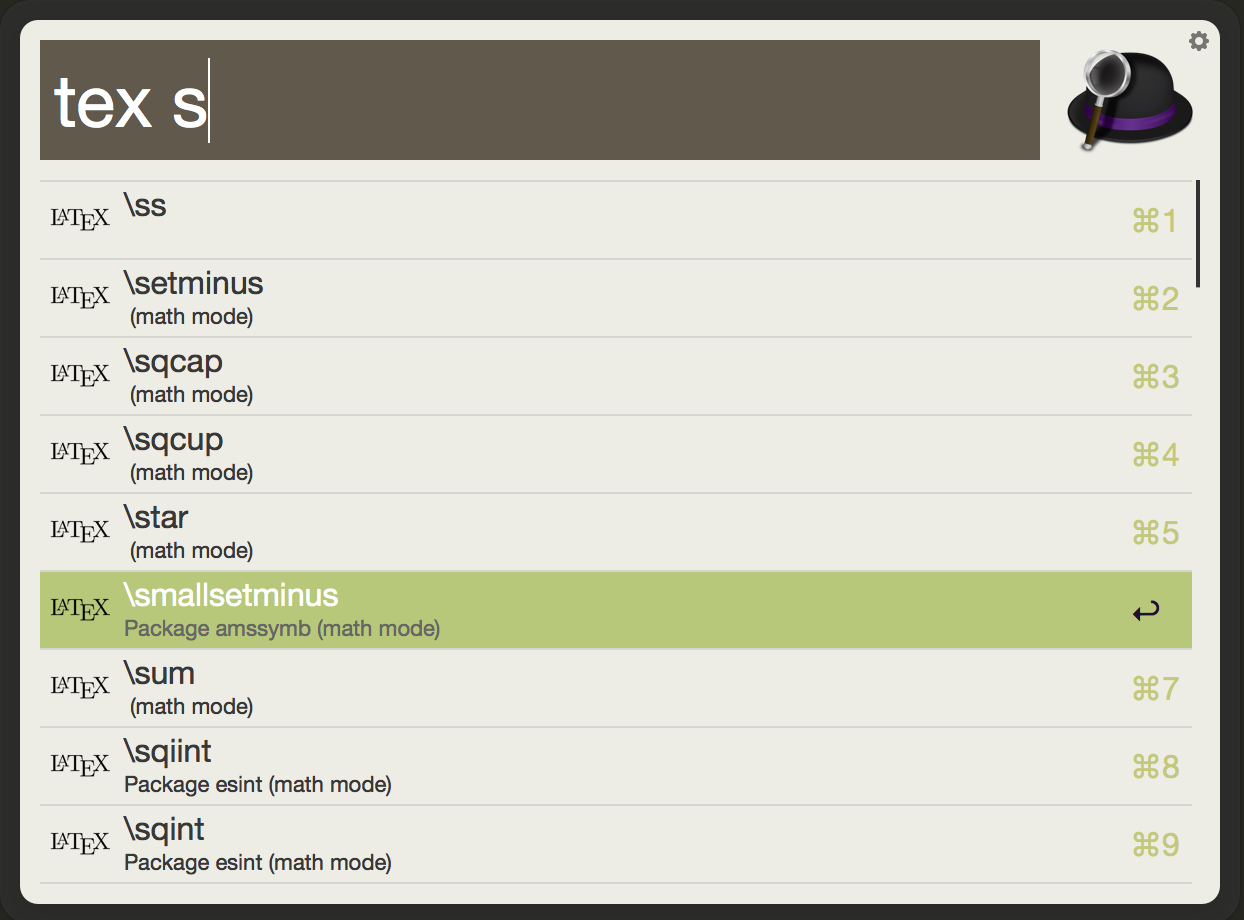 tex s
LATEX \ss ⌘1
LATEX \setminus ⌘2
(math mode)
LATEX \sqcap ⌘3
(math mode)
LATEX \sqcup ⌘4
(math mode)
LATEX \star ⌘5
(math mode)
LATEX \smallsetminus
Package amssymb (math mode)
LATEX \sum ⌘7
(math mode)
LATEX \sqiint ⌘8
Package esint (math mode)
LATEX \sqint ⌘9
Package esint (math mode)